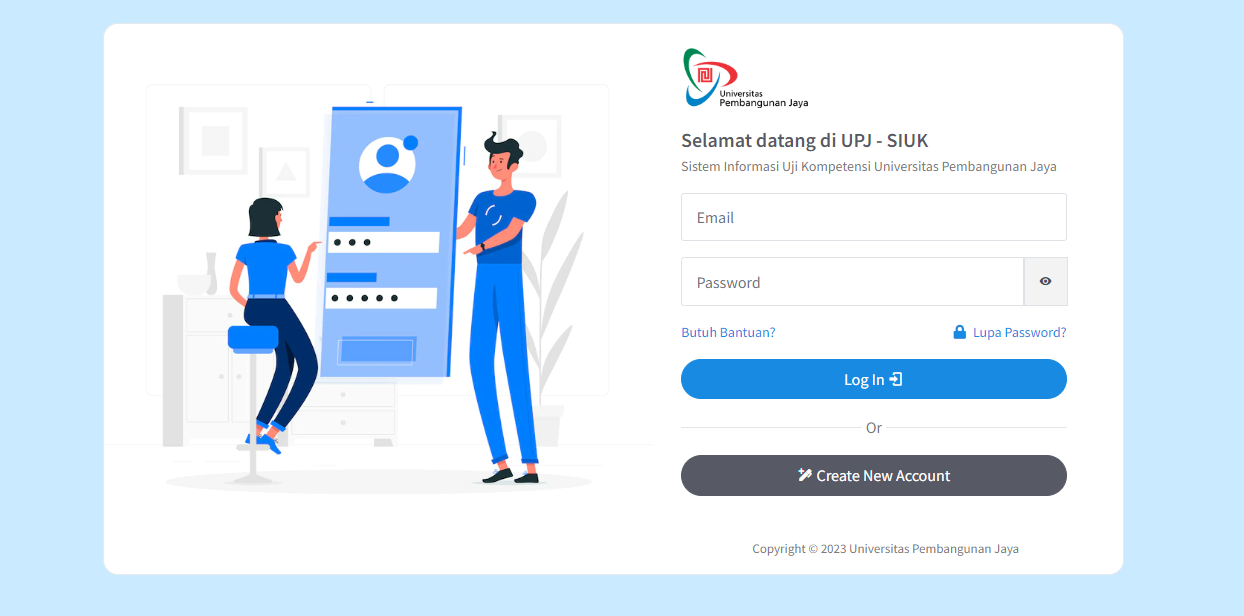 Universitas
Pembangunan Jaya
Selamat datang di UPJ - SIUK
Sistem Informasi Uji Kompetensi Universitas Pembangunan Jaya
Email
Password
Butuh Bantuan?
Lupa Password?
Log In
Or
Create New Account
Copyright © 2023 Universitas Pembangunan Jaya